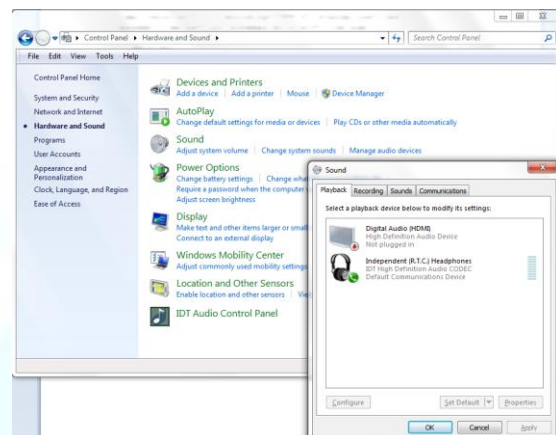 Control Panel ▸ Hardware and Sound ▸
Search Control Panel
File Edit View Tools Help
Control Panel Home
System and Security
Network and Internet
Hardware and Sound
Programs
User Accounts
Appearance and
Personalization
Clock, Language, and Region
Ease of Access
Devices and Printers
Add a device | Add a printer | Mouse | Device Manager
AutoPlay
Change default settings for media or devices | Play CDs or other media automatically
Sound
Adjust system volume | Change system sounds | Manage audio devices
Power Options
Change battery settings | Change what
Require a password when the computer
Adjust screen brightness
Display
Make text and other items larger or small
Connect to an external display
Windows Mobility Center
Adjust commonly used mobility settings
Location and Other Sensors
Enable location and other sensors |
IDT Audio Control Panel
Sound
Playback Recording Sounds Communications
Select a playback device below to modify its settings:
Digital Audio (HDMI)
High Definition Audio Device
Not plugged in
Independent (R.T.C.) Headphones
IDT High Definition Audio CODEC
Default Communications Device
Configure Set Default Properties
OK Cancel Apply